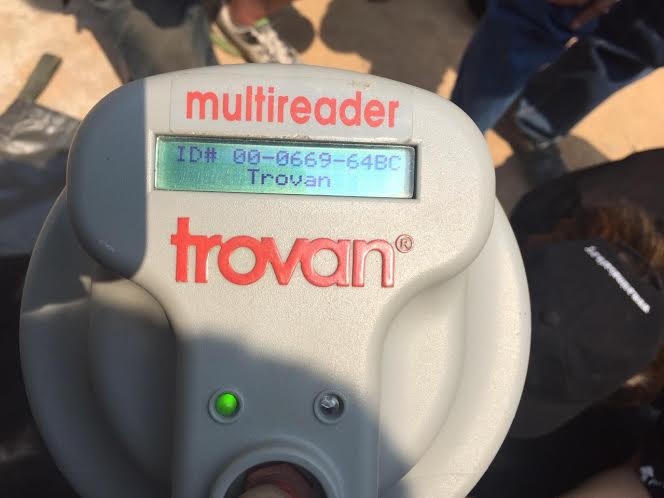 multireader
ID# 00-0669-64BC
Trovan
trovan®